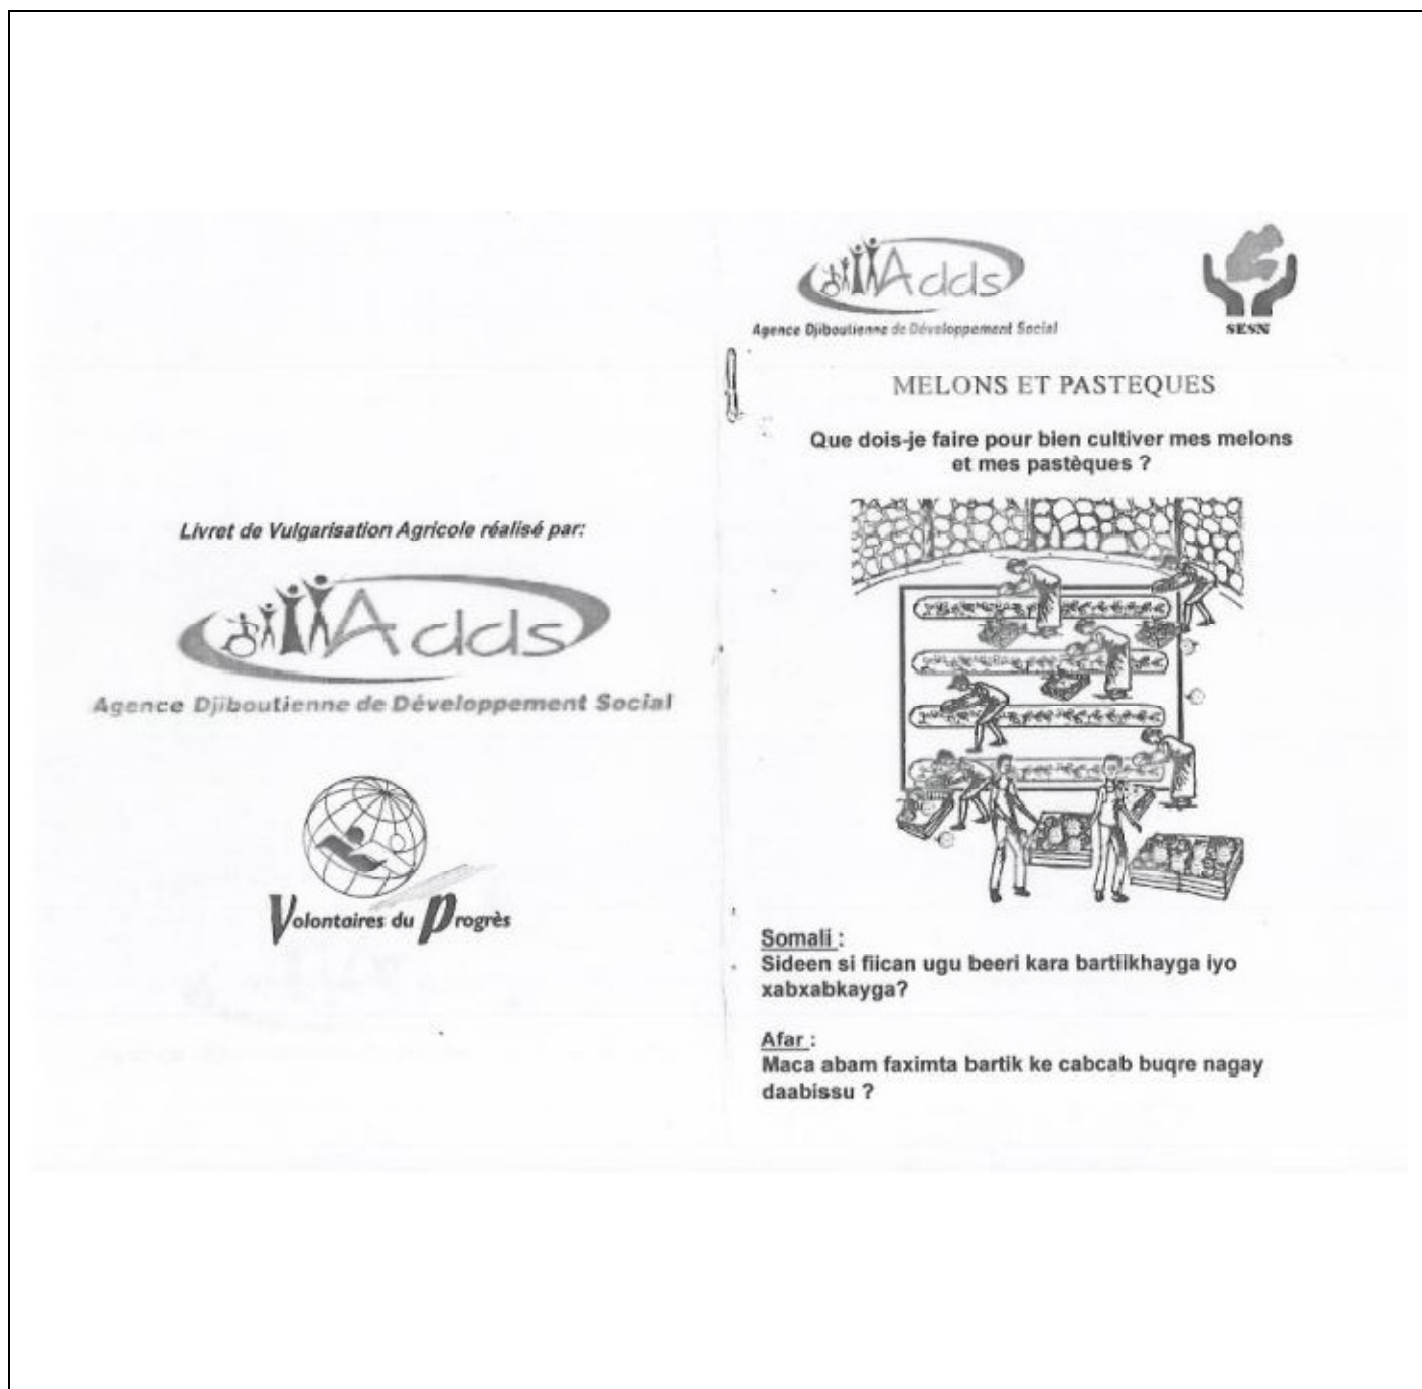 Livret de Vulgarisation Agricole réalisé par:
Adds
Agence Djiboutienne de Développement Social
Volontaires du Progrès
Adds
Agence Djiboutienne de Développement Social
SESN
MELONS ET PASTEQUES
Que dois-je faire pour bien cultiver mes melons
et mes pastèques ?
Somali :
Sideen si fiican ugu beeri kara bartiikhayga iyo
xabxabkayga?
Afar :
Maca abam faximta bartik ke cabcab buqre nagay
daabissu ?